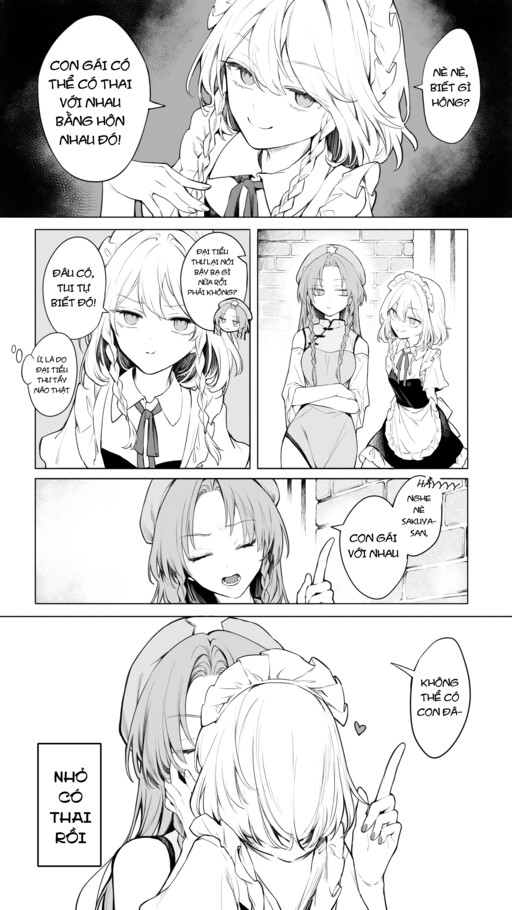 NÈ NÈ,
BIẾT GÌ
HÔNG?
CON GÁI CÓ
THỂ CÓ THAI
VỚI NHAU
BẰNG HÔN
NHAU ĐÓ!
ĐẠI TIỂU
THƯ LẠI NÓI
BẬY BẠ GÌ
NỮA RỒI
PHẢI KHÔNG?
ĐÂU CÓ,
TUI TỰ
BIẾT ĐÓ!
Ừ, LÀ DO
ĐẠI TIỂU
THƯ TẨY
NÃO THẬT
HẦYYYY
NGHE
NÈ
SAKUYA-
SAN,
CON GÁI
VỚI NHAU
KHÔNG
THỂ CÓ
CON ĐÂ-
NHỎ
CÓ
THAI
RỒI